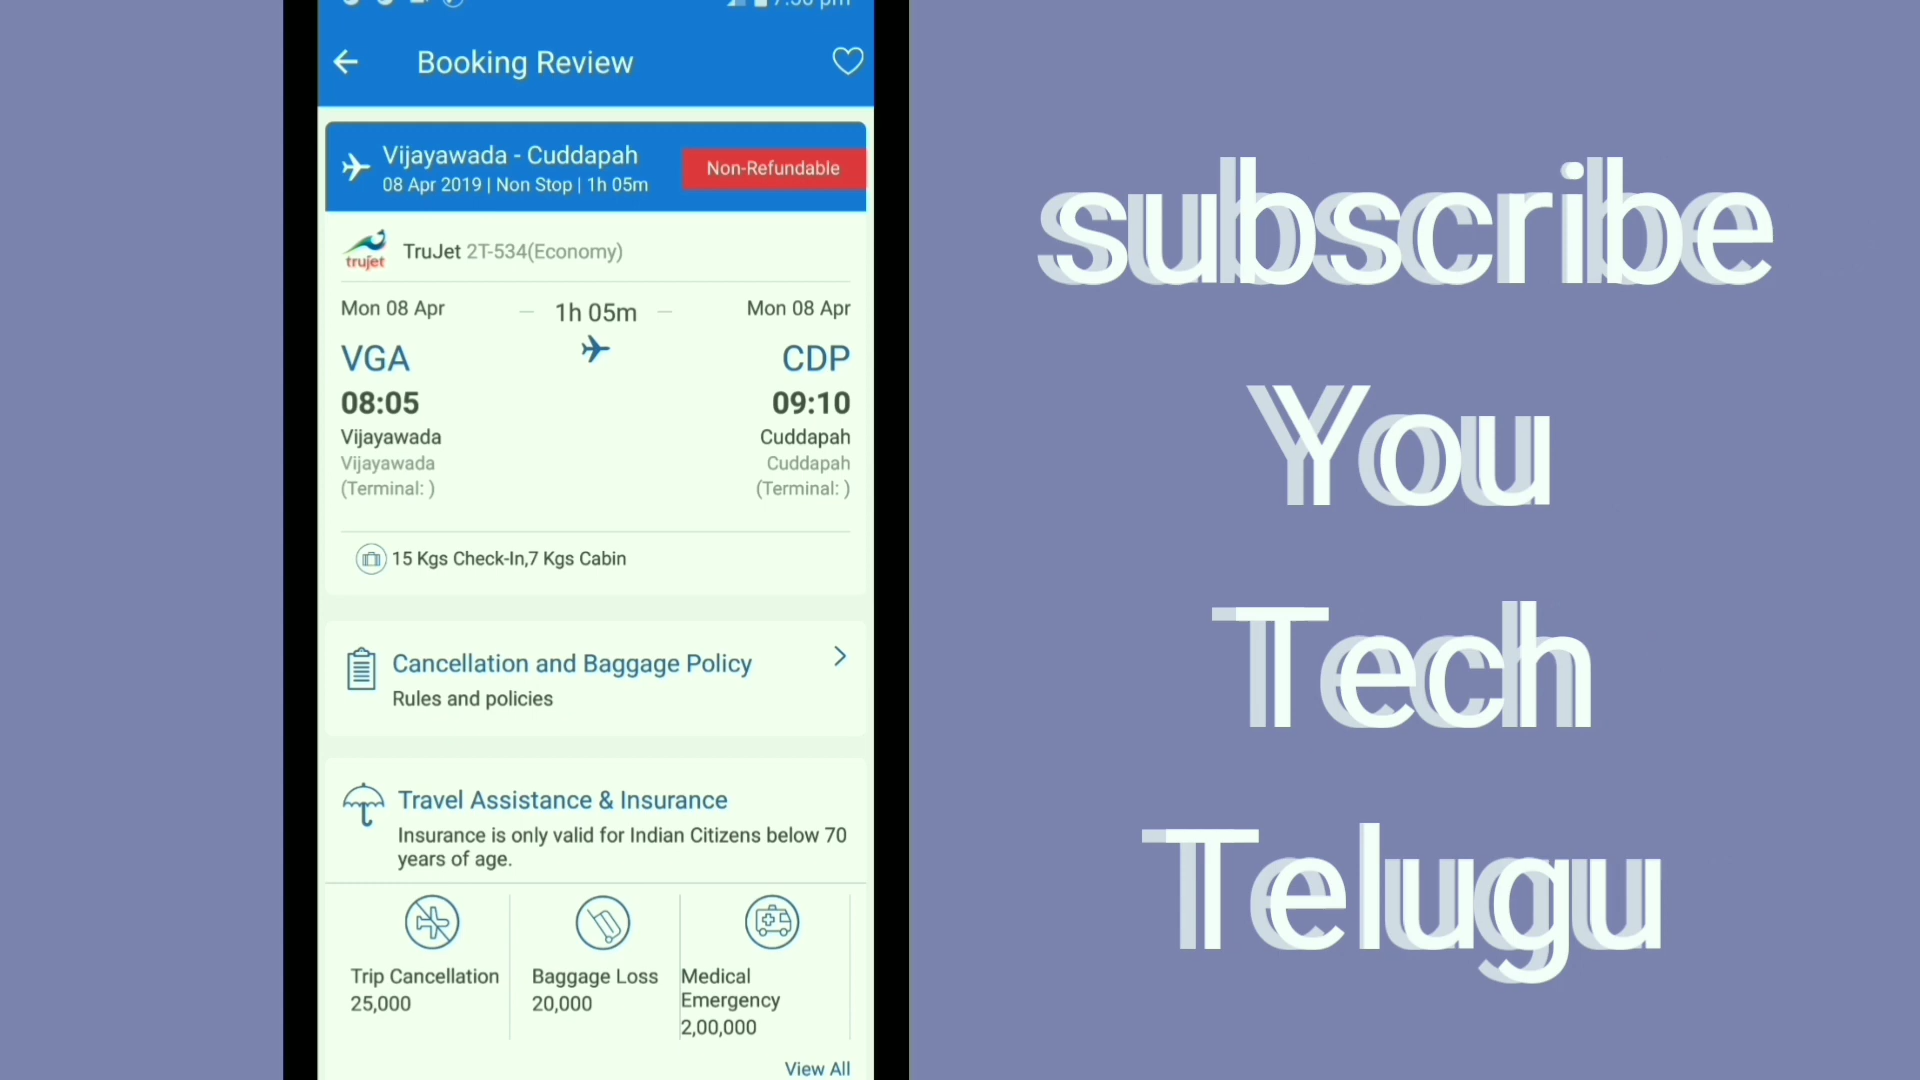 7:50 pm
Booking Review
Vijayawada - Cuddapah
08 Apr 2019 | Non Stop | 1h 05m
Non-Refundable
trujet
TruJet 2T-534(Economy)
Mon 08 Apr
1h 05m
Mon 08 Apr
VGA
CDP
08:05
09:10
Vijayawada
Cuddapah
Vijayawada
Cuddapah
(Terminal: )
(Terminal: )
15 Kgs Check-In,7 Kgs Cabin
Cancellation and Baggage Policy
Rules and policies
Travel Assistance & Insurance
Insurance is only valid for Indian Citizens below 70
years of age.
Trip Cancellation
25,000
Baggage Loss
20,000
Medical
Emergency
2,00,000
View All
subscribe
You
Tech
Telugu